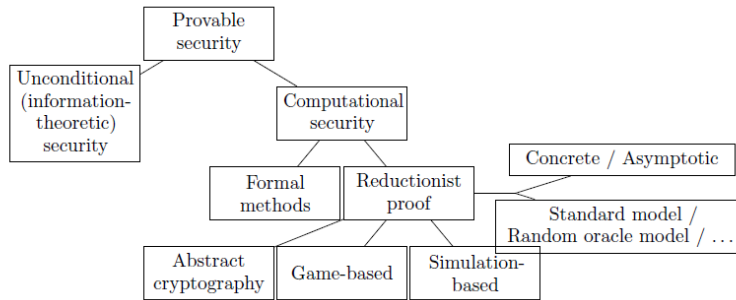 Provable
security
Unconditional
(information-
theoretic)
security
Computational
security
Formal
methods
Reductionist
proof
Concrete / Asymptotic
Standard model /
Random oracle model / …
Abstract
cryptography
Game-based
Simulation-
based